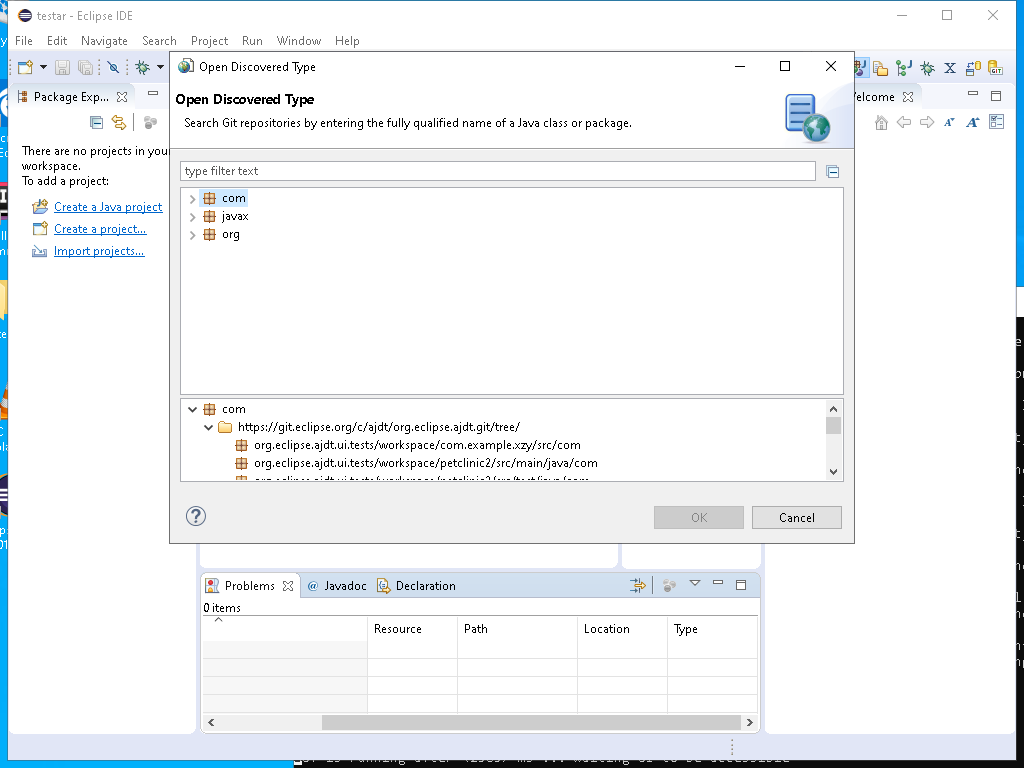 testar - Eclipse IDE
File Edit Navigate Search Project Run Window Help
Open Discovered Type
Open Discovered Type
Search Git repositories by entering the fully qualified name of a Java class or package.
type filter text
com
javax
org
com
https://git.eclipse.org/c/ajdt/org.eclipse.ajdt.git/tree/
org.eclipse.ajdt.ui.tests/workspace/com.example.xzy/src/com
org.eclipse.ajdt.ui.tests/workspace/petclinic2/src/main/java/com
OK Cancel
Package Exp...
There are no projects in your
workspace.
To add a project:
Create a Java project
Create a project...
Import projects...
GIT
Problems @ Javadoc Declaration
0 items
Resource Path Location Type